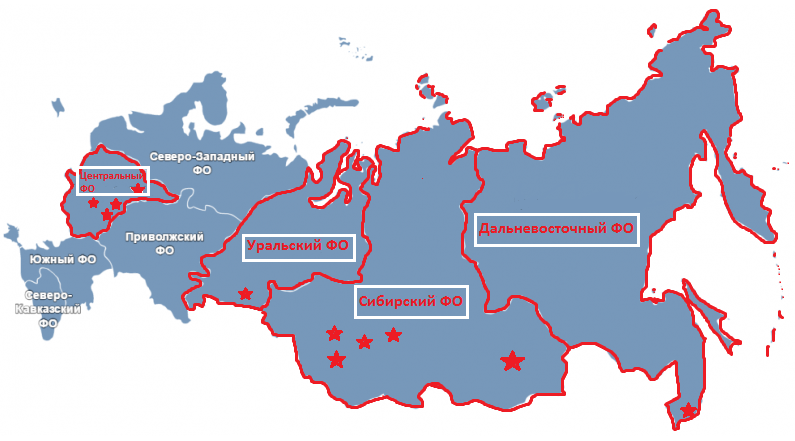 Северо-Западный
ФО
Центральный
ФО
Дальневосточный ФО
Приволжский
ФО
Уральский ФО
Южный ФО
Северо-
Кавказский
ФО
Сибирский ФО